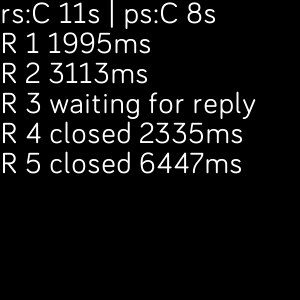 rs:C 11s | ps:C 8s
R 1 1995ms
R 2 3113ms
R 3 waiting for reply
R 4 closed 2335ms
R 5 closed 6447ms